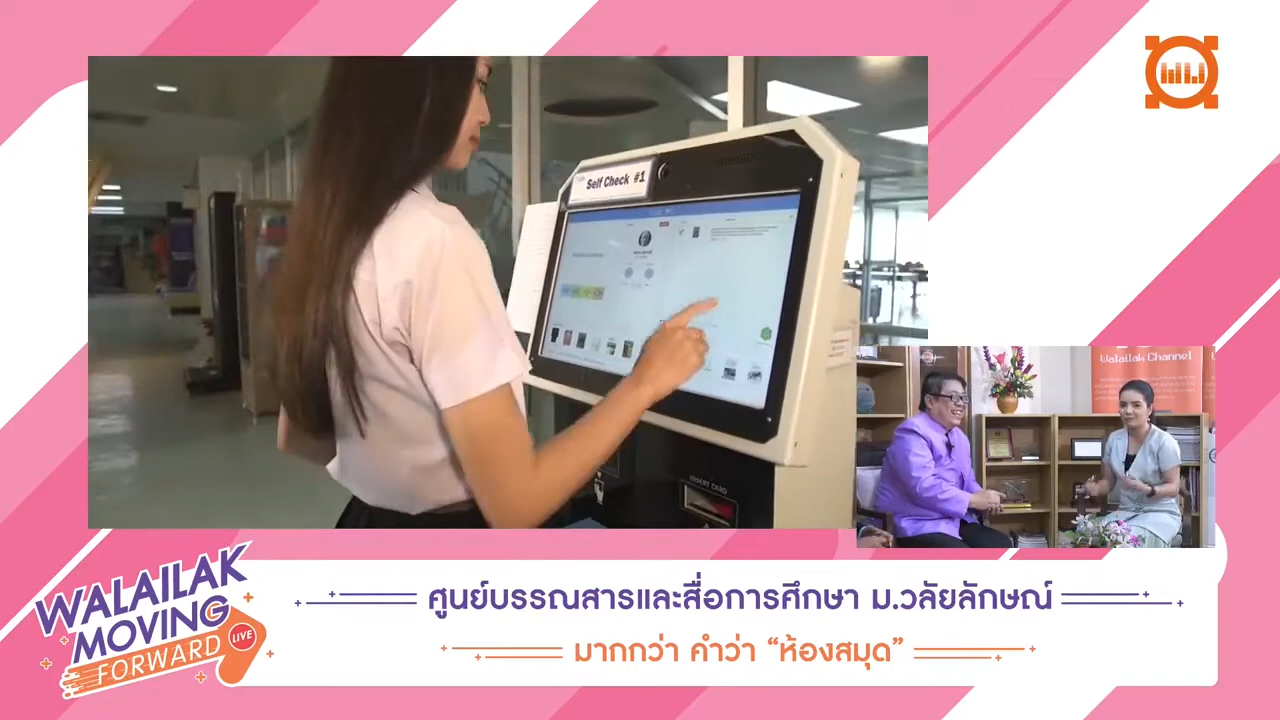 Self Check #1
INSERT CARD
Walailak Channel
WALAILAK
MOVING
FORWARD
LIVE
ศูนย์บรรณสารและสื่อการศึกษา ม.วลัยลักษณ์
มากกว่า คำว่า “ห้องสมุด”